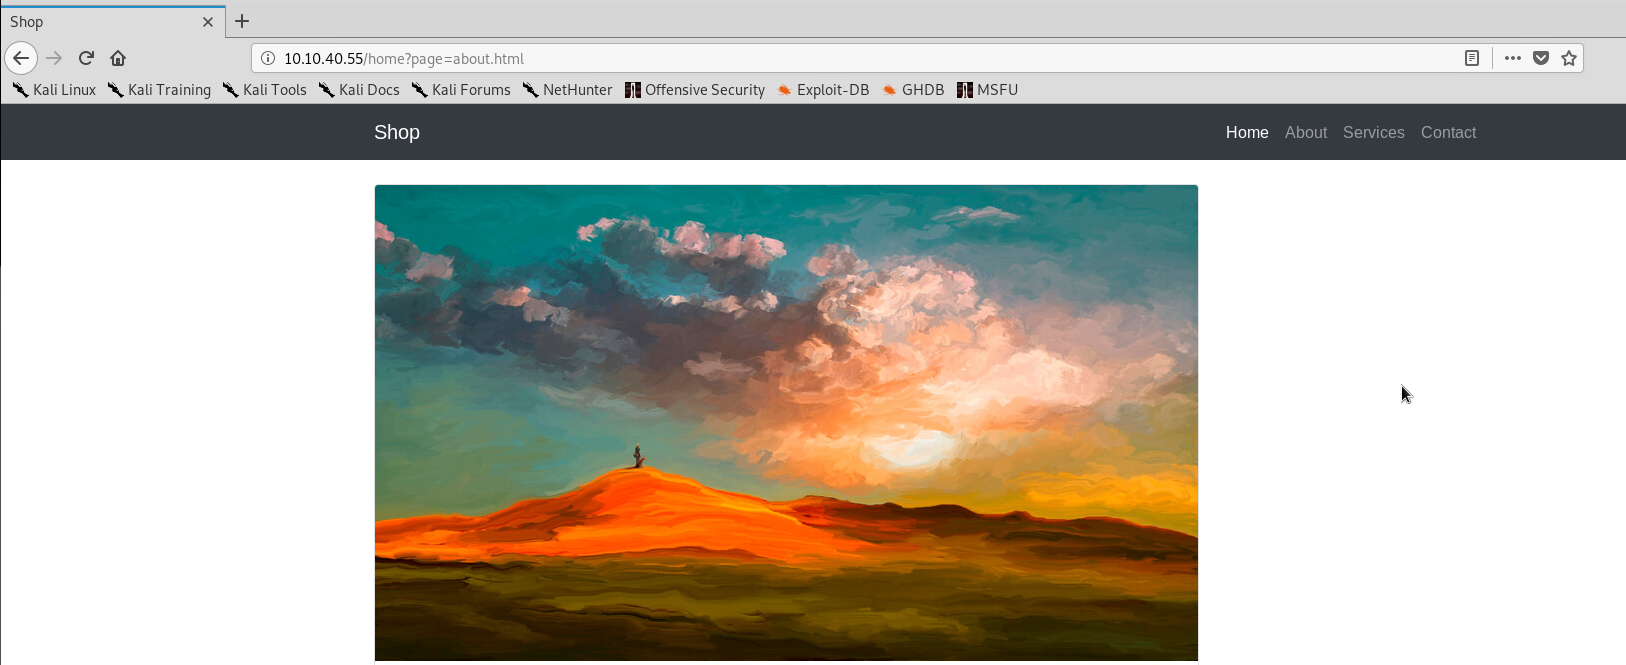 Shop
10.10.40.55/home?page=about.html
Kali Linux Kali Training Kali Tools Kali Docs Kali Forums NetHunter Offensive Security Exploit-DB GHDB MSFU
Shop Home About Services Contact